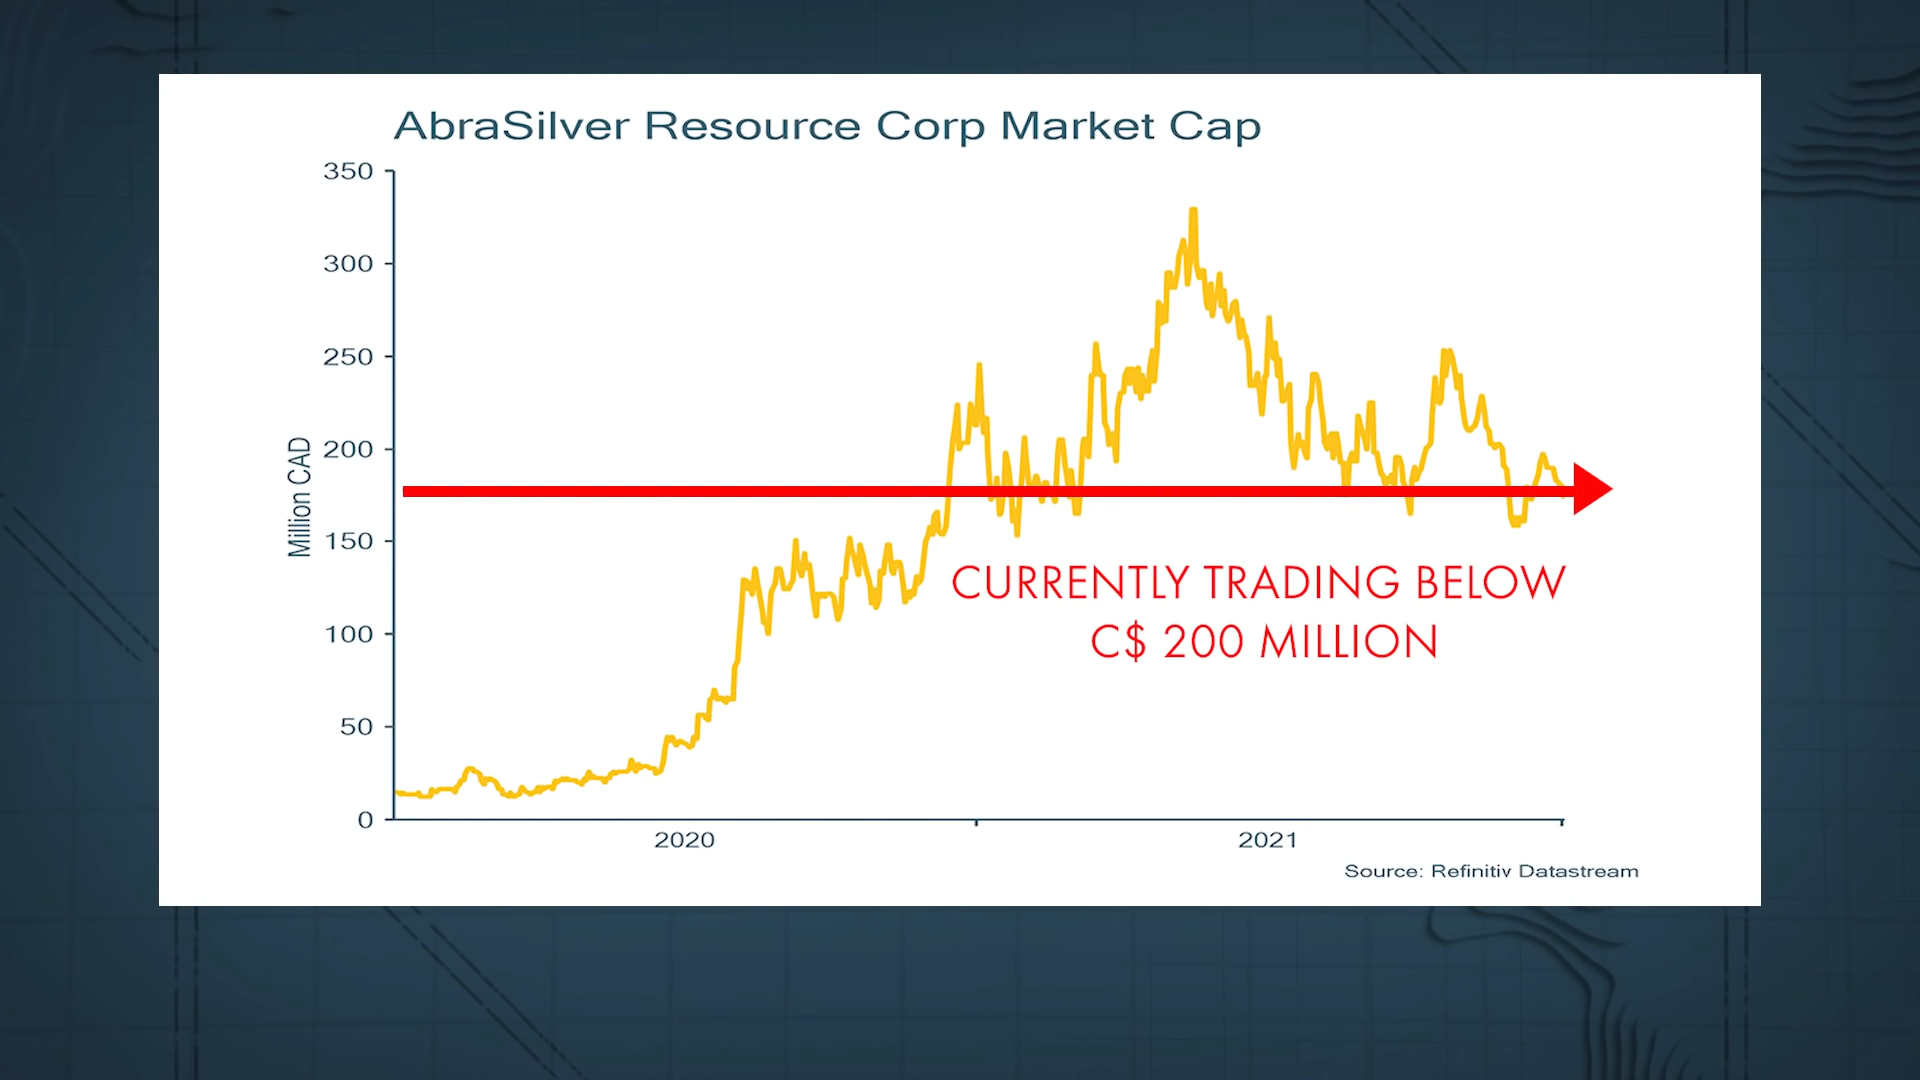 AbraSilver Resource Corp Market Cap
350
300
250
200
150
100
50
0
Million CAD
CURRENTLY TRADING BELOW
C$ 200 MILLION
2020
2021
Source: Refinitiv Datastream